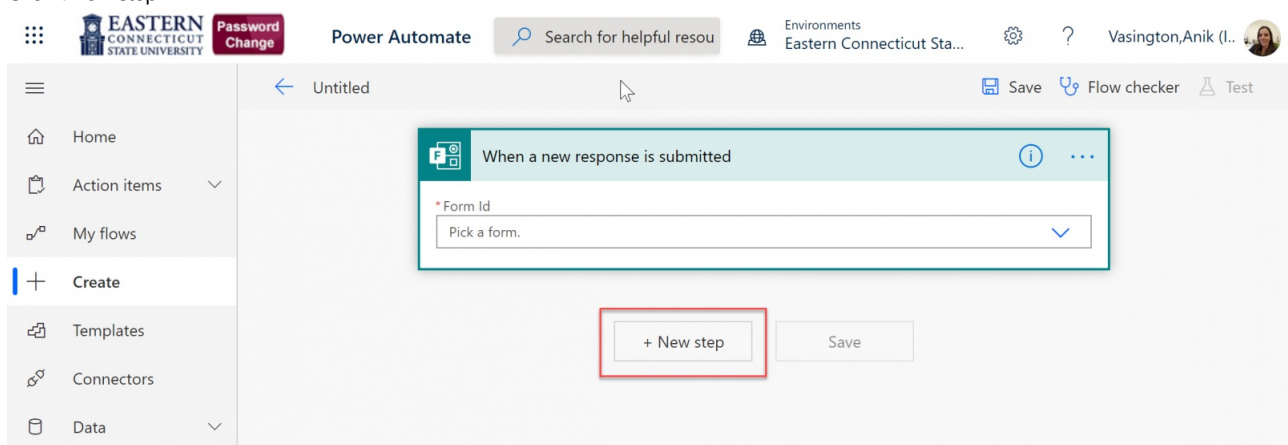 EASTERN
CONNECTICUT
STATE UNIVERSITY
Password
Change
Power Automate
Search for helpful resou
Environments
Eastern Connecticut Sta...
?
Vasington,Anik (I..
Untitled
Save
Flow checker
Test
Home
Action items
My flows
Create
Templates
Connectors
Data
When a new response is submitted
* Form Id
Pick a form.
+ New step
Save